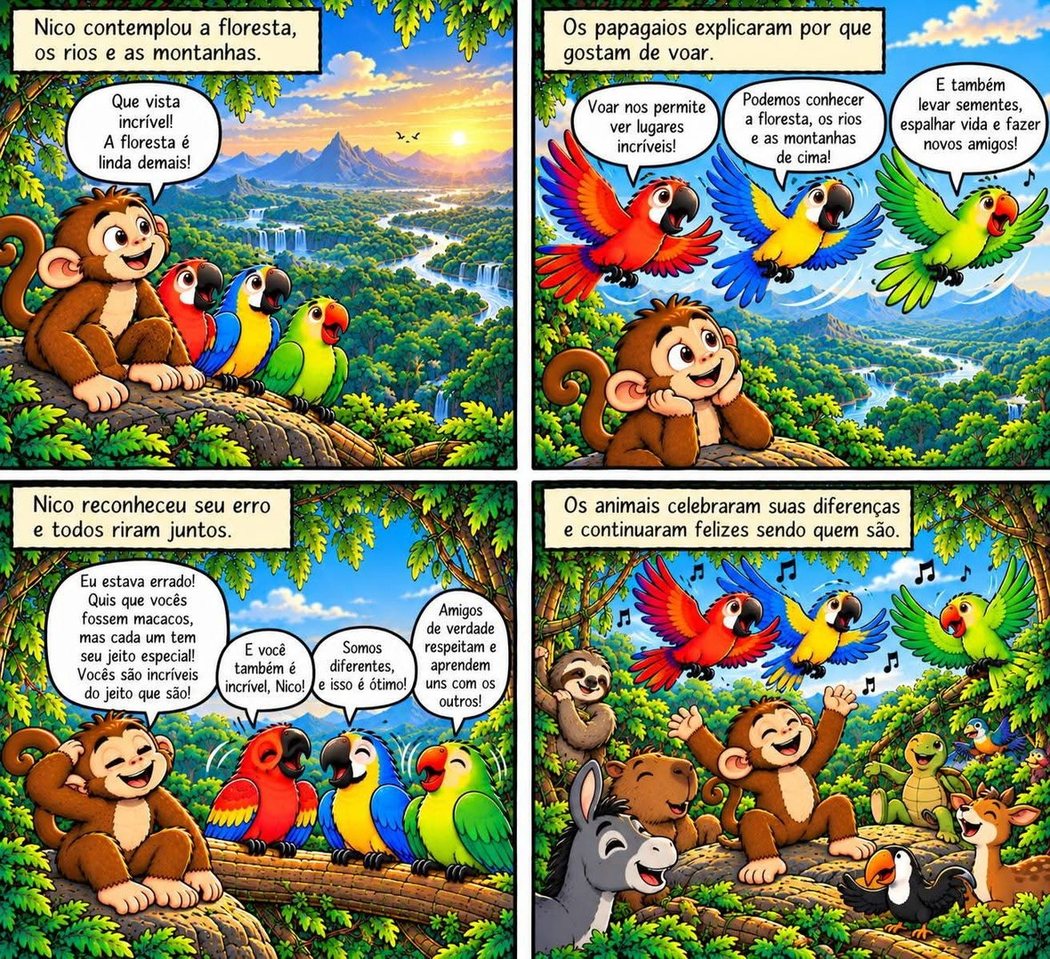 Nico contemplou a floresta,
os rios e as montanhas.
Que vista
incrível!
A floresta é
linda demais!
Os papagaios explicaram por que
gostam de voar.
Voar nos permite
ver lugares
incríveis!
Podemos conhecer
a floresta, os rios
e as montanhas
de cima!
E também
levar sementes,
espalhar vida e fazer
novos amigos!
Nico reconheceu seu erro
e todos riram juntos.
Eu estava errado!
Quis que vocês
fossem macacos,
mas cada um tem
seu jeito especial!
Vocês são incríveis
do jeito que são!
E você
também é
incrível, Nico!
Somos
diferentes,
e isso é ótimo!
Amigos
de verdade
respeitam e
aprendem
uns com os
outros!
Os animais celebraram suas diferenças
e continuaram felizes sendo quem são.